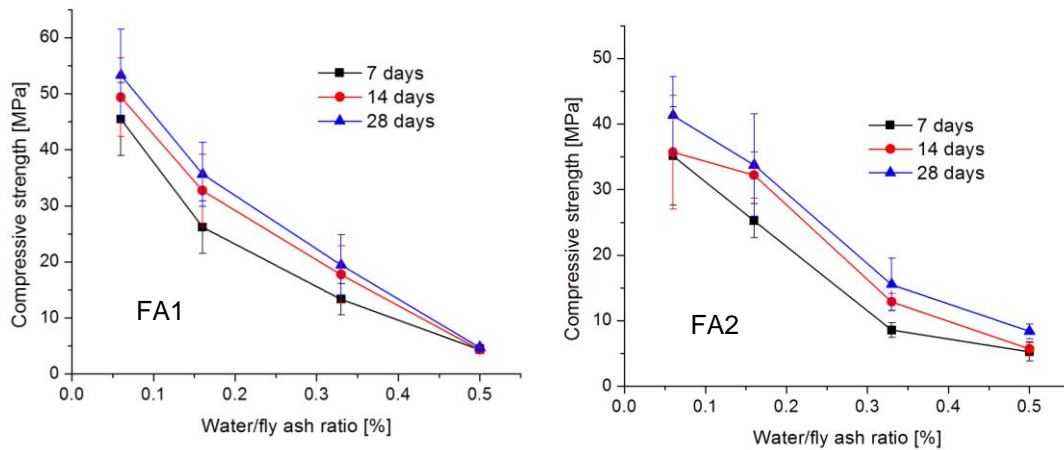 60
50
40
30
20
10
0
Compressive strength [MPa]
7 days
14 days
28 days
FA1
0.0 0.1 0.2 0.3 0.4 0.5
Water/fly ash ratio [%]
50
40
30
20
10
0
Compressive strength [MPa]
7 days
14 days
28 days
FA2
0.0 0.1 0.2 0.3 0.4 0.5
Water/fly ash ratio [%]